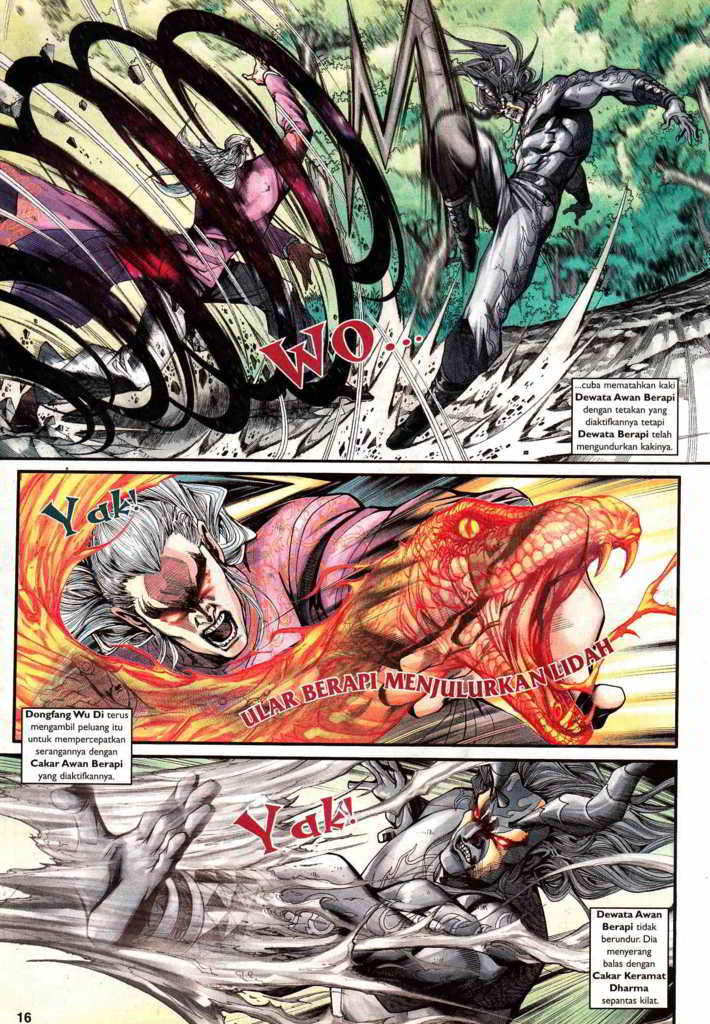 M
WO...
...cuba mematahkan kaki
Dewata Awan Berapi
dengan tetakan yang
diaktifkannya tetapi
Dewata Berapi telah
mengundurkan kakinya.
Yak!
ULAR BERAPI MENJULURKAN LIDAH
Dongfang Wu Di terus
mengambil peluang itu
untuk mempercepatkan
serangannya dengan
Cakar Awan Berapi
yang diaktifkannya.
Yak!
Dewata Awan
Berapi tidak
berundur. Dia
menyerang
balas dengan
Cakar Keramat
Dharma
sepantas kilat.
16